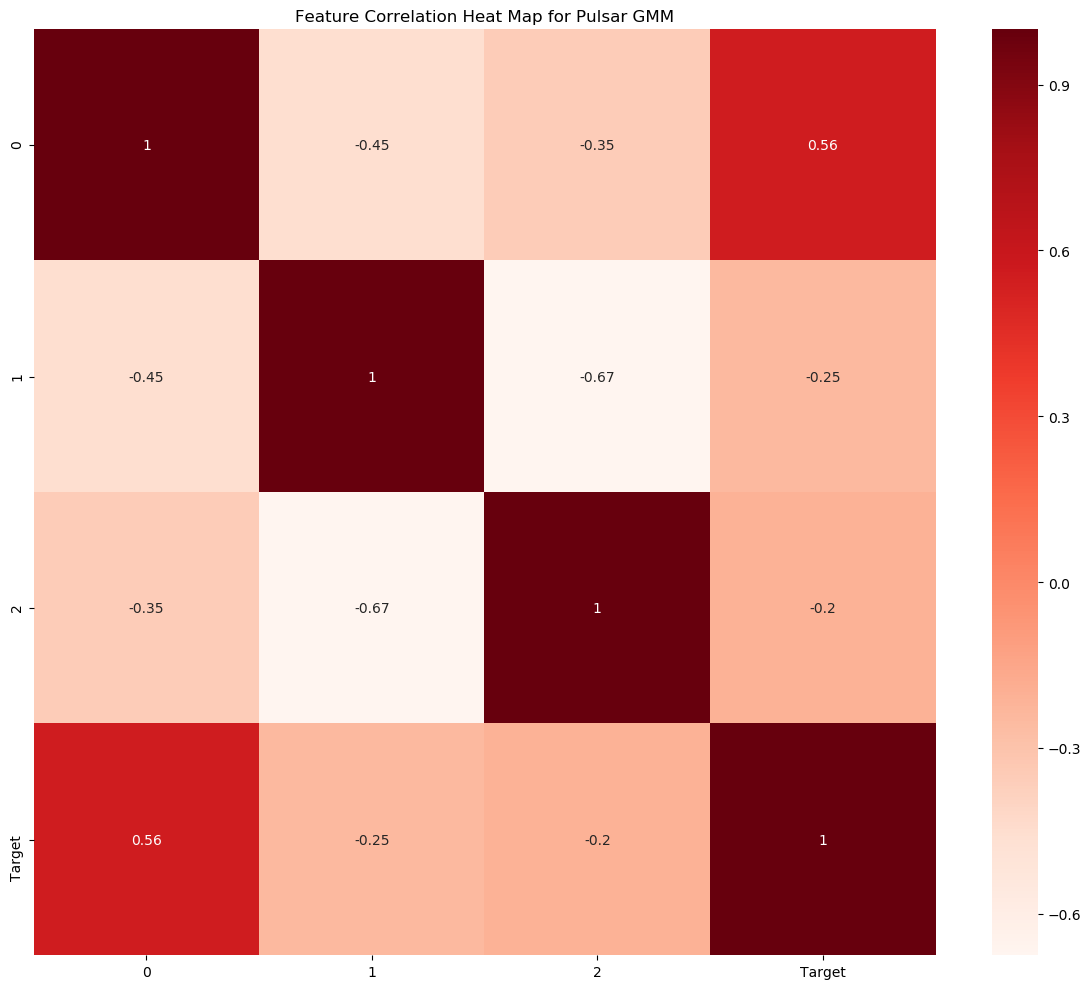 Feature Correlation Heat Map for Pulsar GMM
0 1 -0.45 -0.35 0.56
1 -0.45 1 -0.67 -0.25
2 -0.35 -0.67 1 -0.2
Target 0.56 -0.25 -0.2 1
0 1 2 Target
0.9
0.6
0.3
0.0
−0.3
−0.6